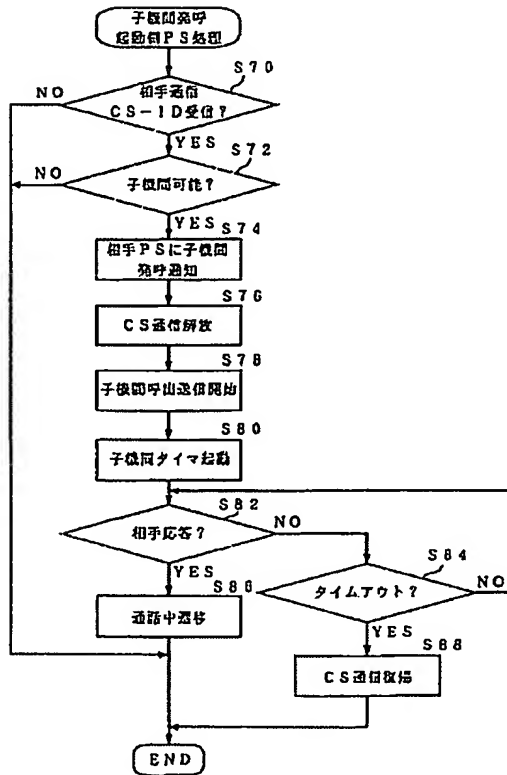 子機間発呼
起動側PS処理
S70
NO
相手通信
CS-ID受信?
YES
S72
NO
子機間可能?
YES
S74
相手PSに子機間
発呼通知
S76
CS通信解放
S78
子機間呼出送信開始
S80
子機間タイマ起動
S82
相手応答?
NO
S84
YES
タイムアウト?
NO
S86
通話中遷移
YES
S88
CS通信復帰
END